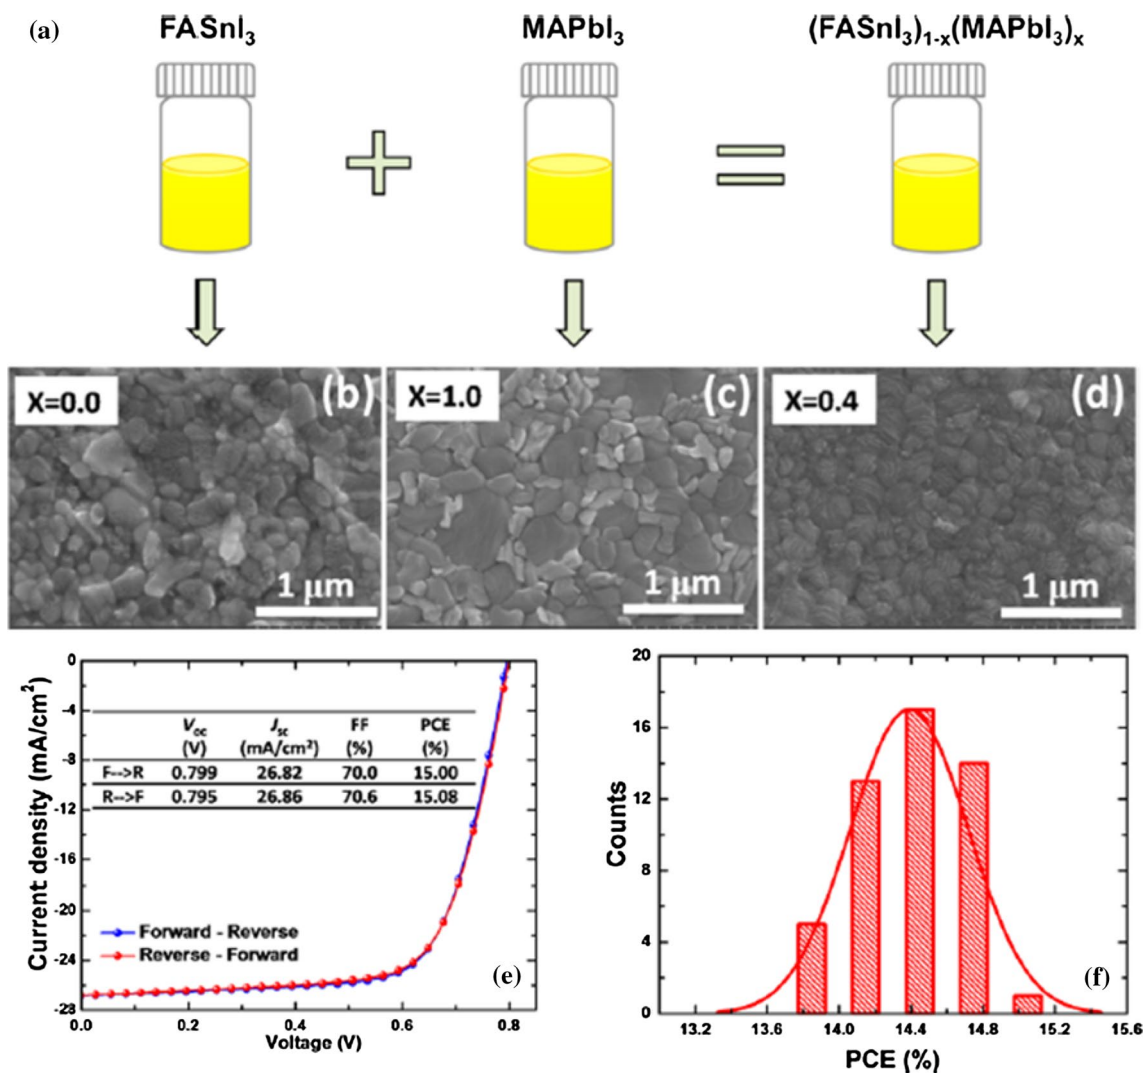 (a)
FASnI₃
MAPbI₃
(FASnI₃)₁₋ₓ(MAPbI₃)ₓ
X=0.0
(b)
1 μm
X=1.0
(c)
1 μm
X=0.4
(d)
1 μm
Current density (mA/cm²)
0
-4
-8
-12
-16
-20
-24
-28
V_oc J_sc FF PCE
(V) (mA/cm²) (%) (%)
F-->R 0.799 26.82 70.0 15.00
R-->F 0.795 26.86 70.6 15.08
Forward - Reverse
Reverse - Forward
(e)
0.0 0.2 0.4 0.6 0.8
Voltage (V)
Counts
20
16
12
8
4
0
(f)
13.2 13.6 14.0 14.4 14.8 15.2 15.6
PCE (%)